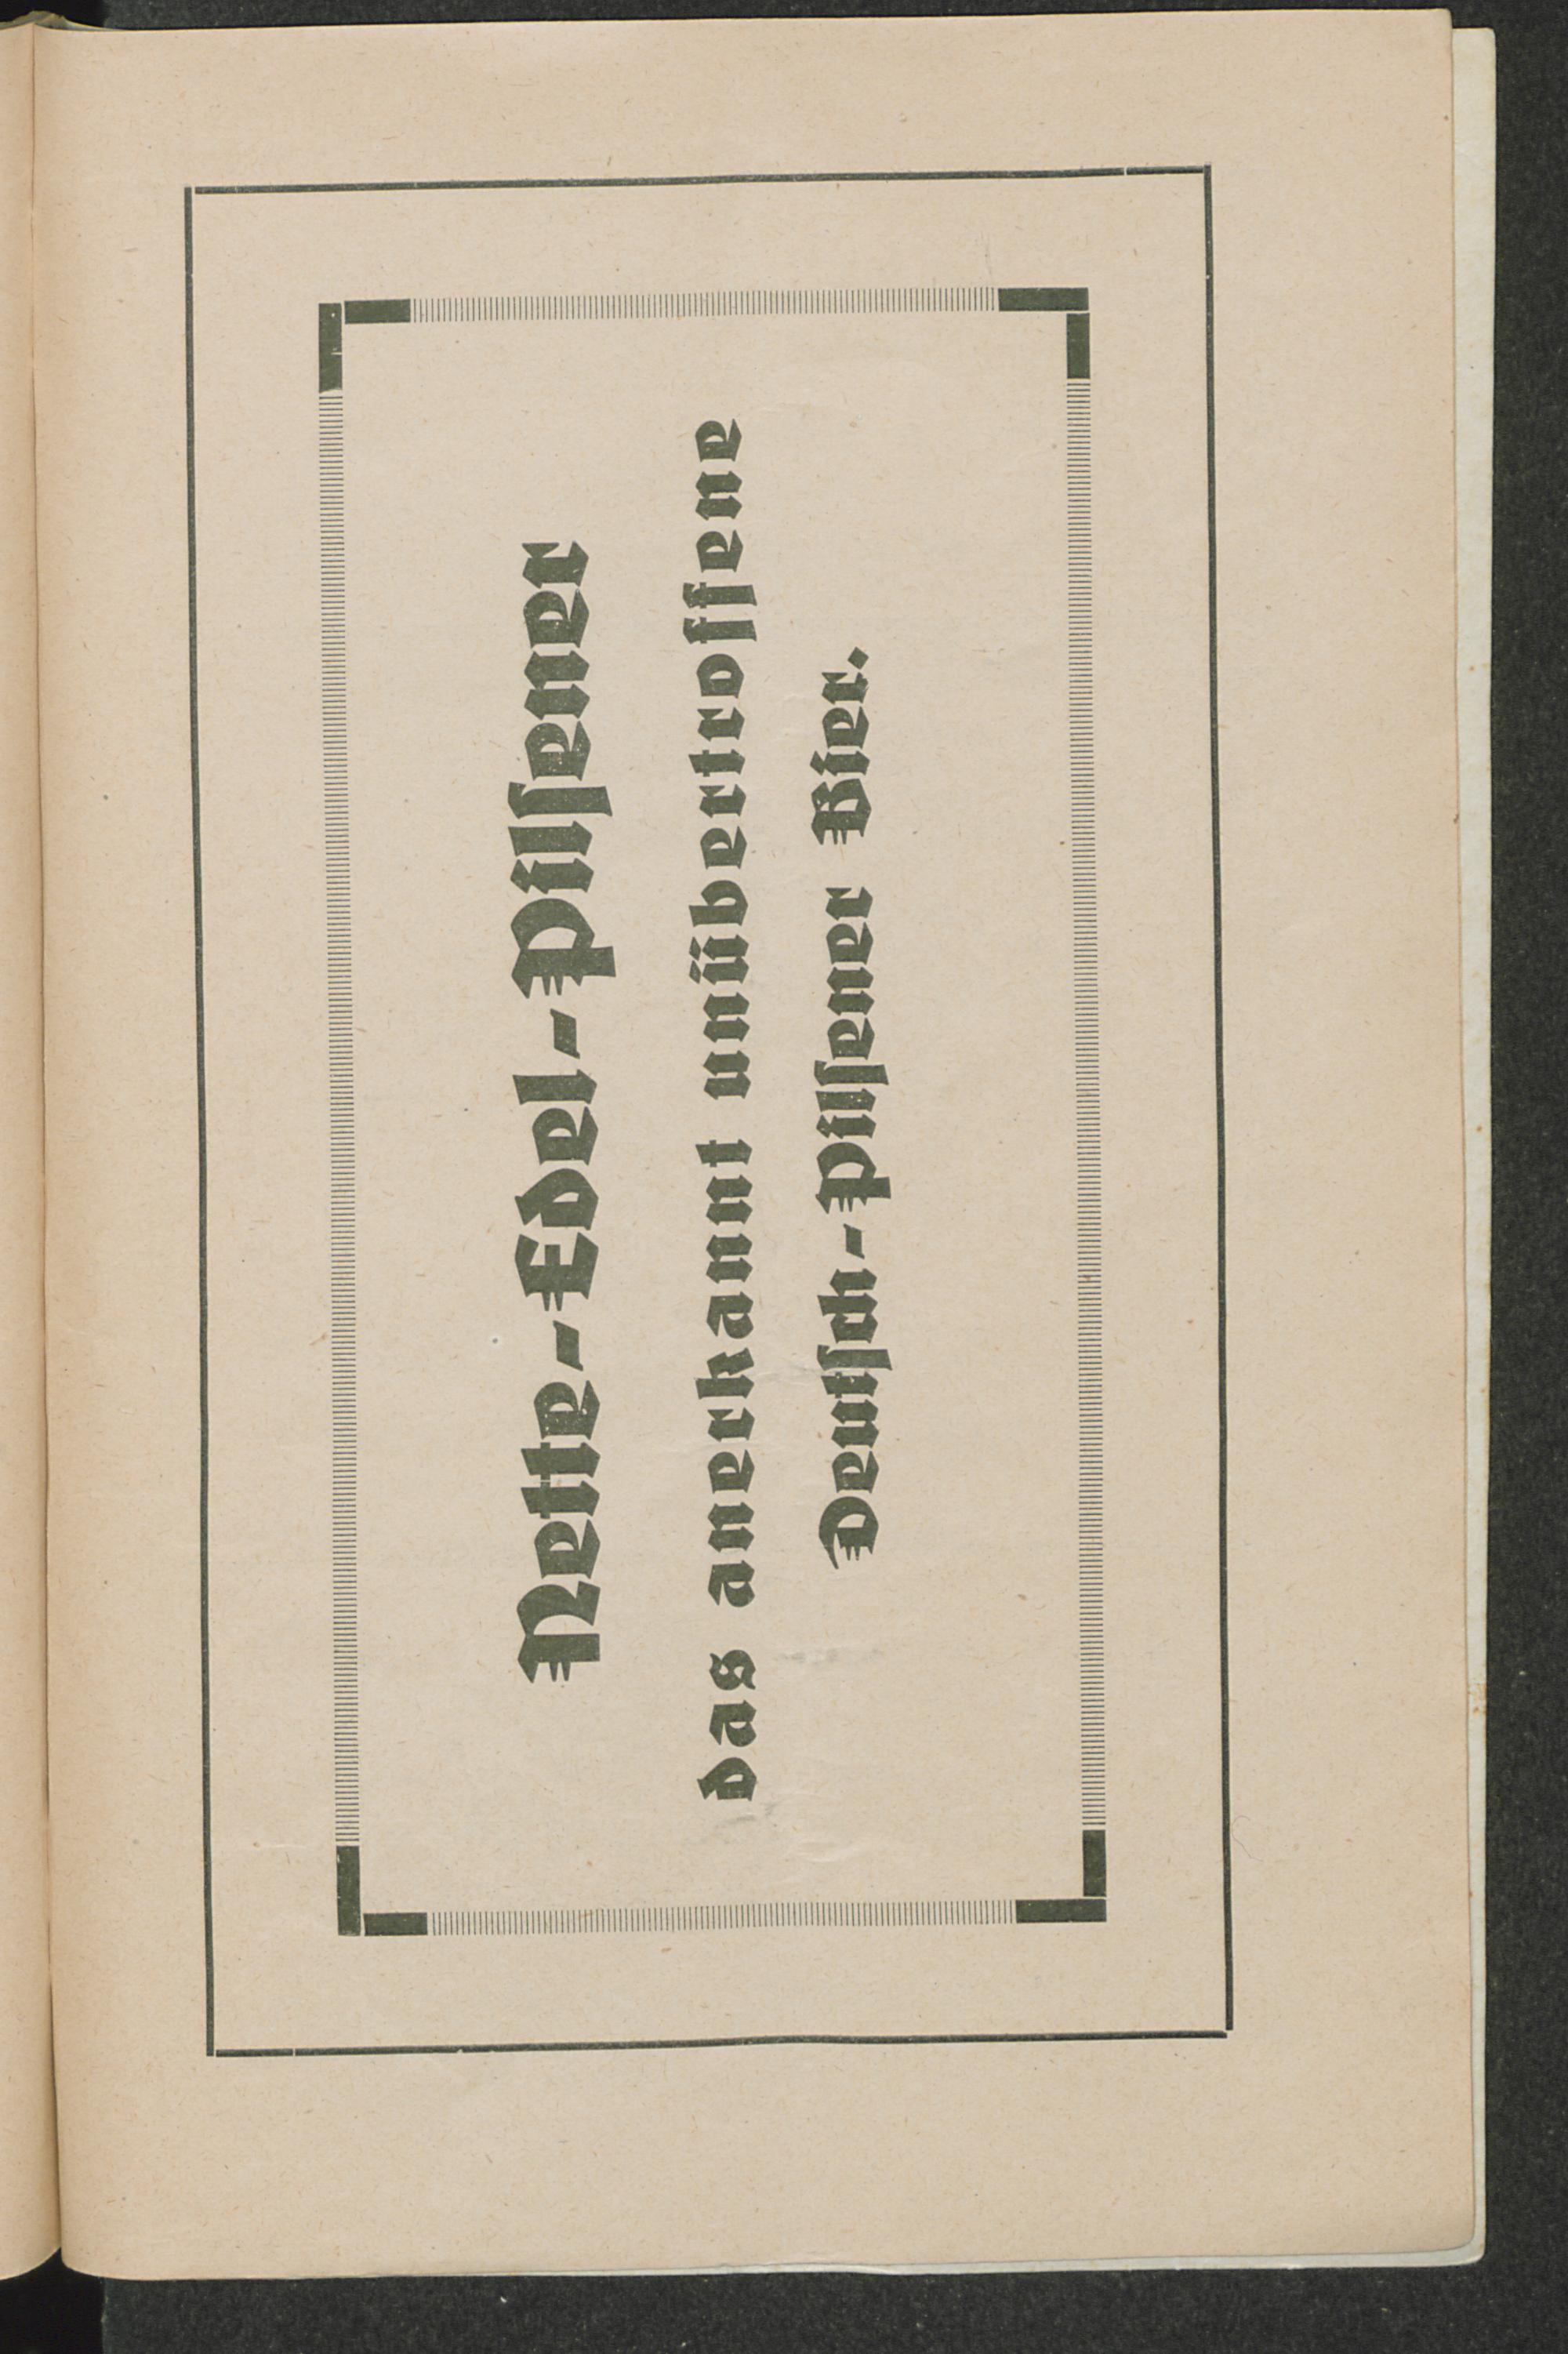 Nette-Edel-Pilſener
das anerkannt unübertroffene
Deutſch-Pilſener Bier.